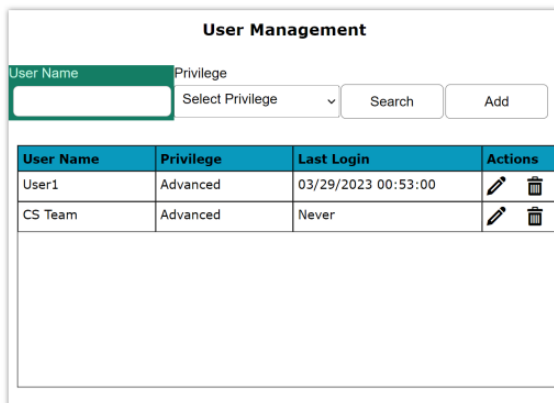 User Management
User Name Privilege
Select Privilege Search Add
User Name Privilege Last Login Actions
User1 Advanced 03/29/2023 00:53:00
CS Team Advanced Never